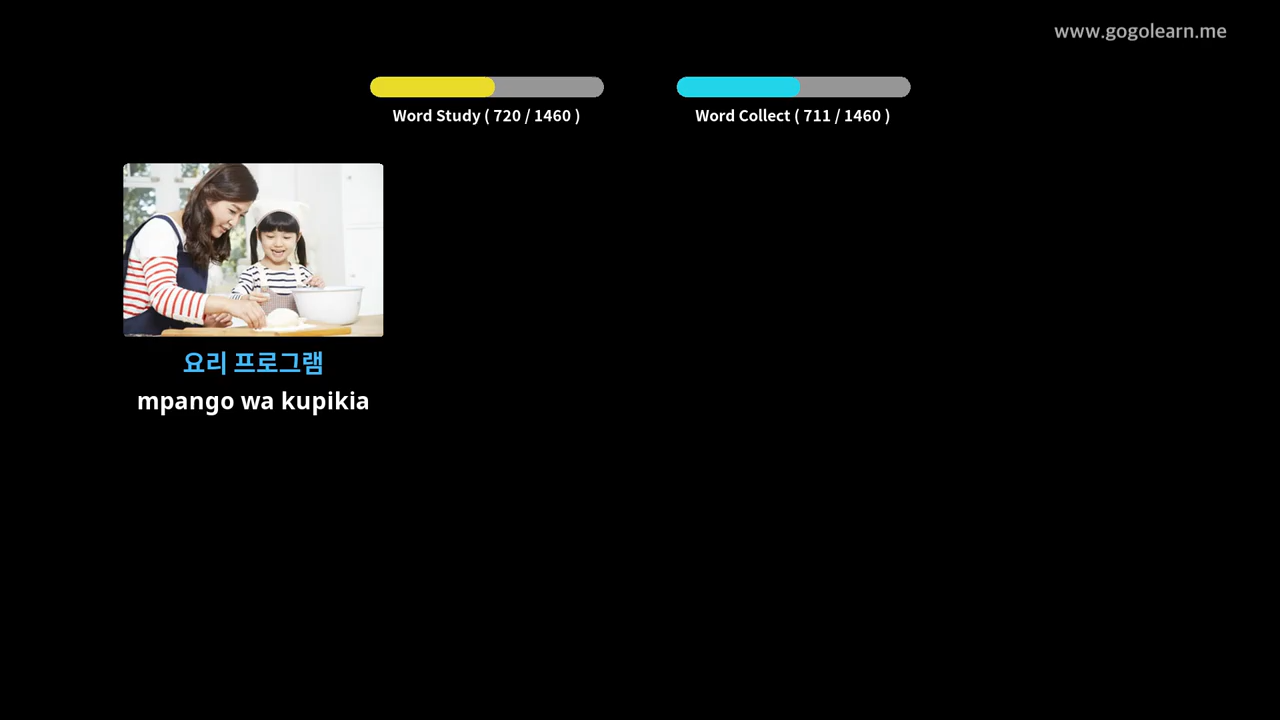 www.gogolearn.me
Word Study ( 720 / 1460 )
Word Collect ( 711 / 1460 )
요리 프로그램
mpango wa kupikia